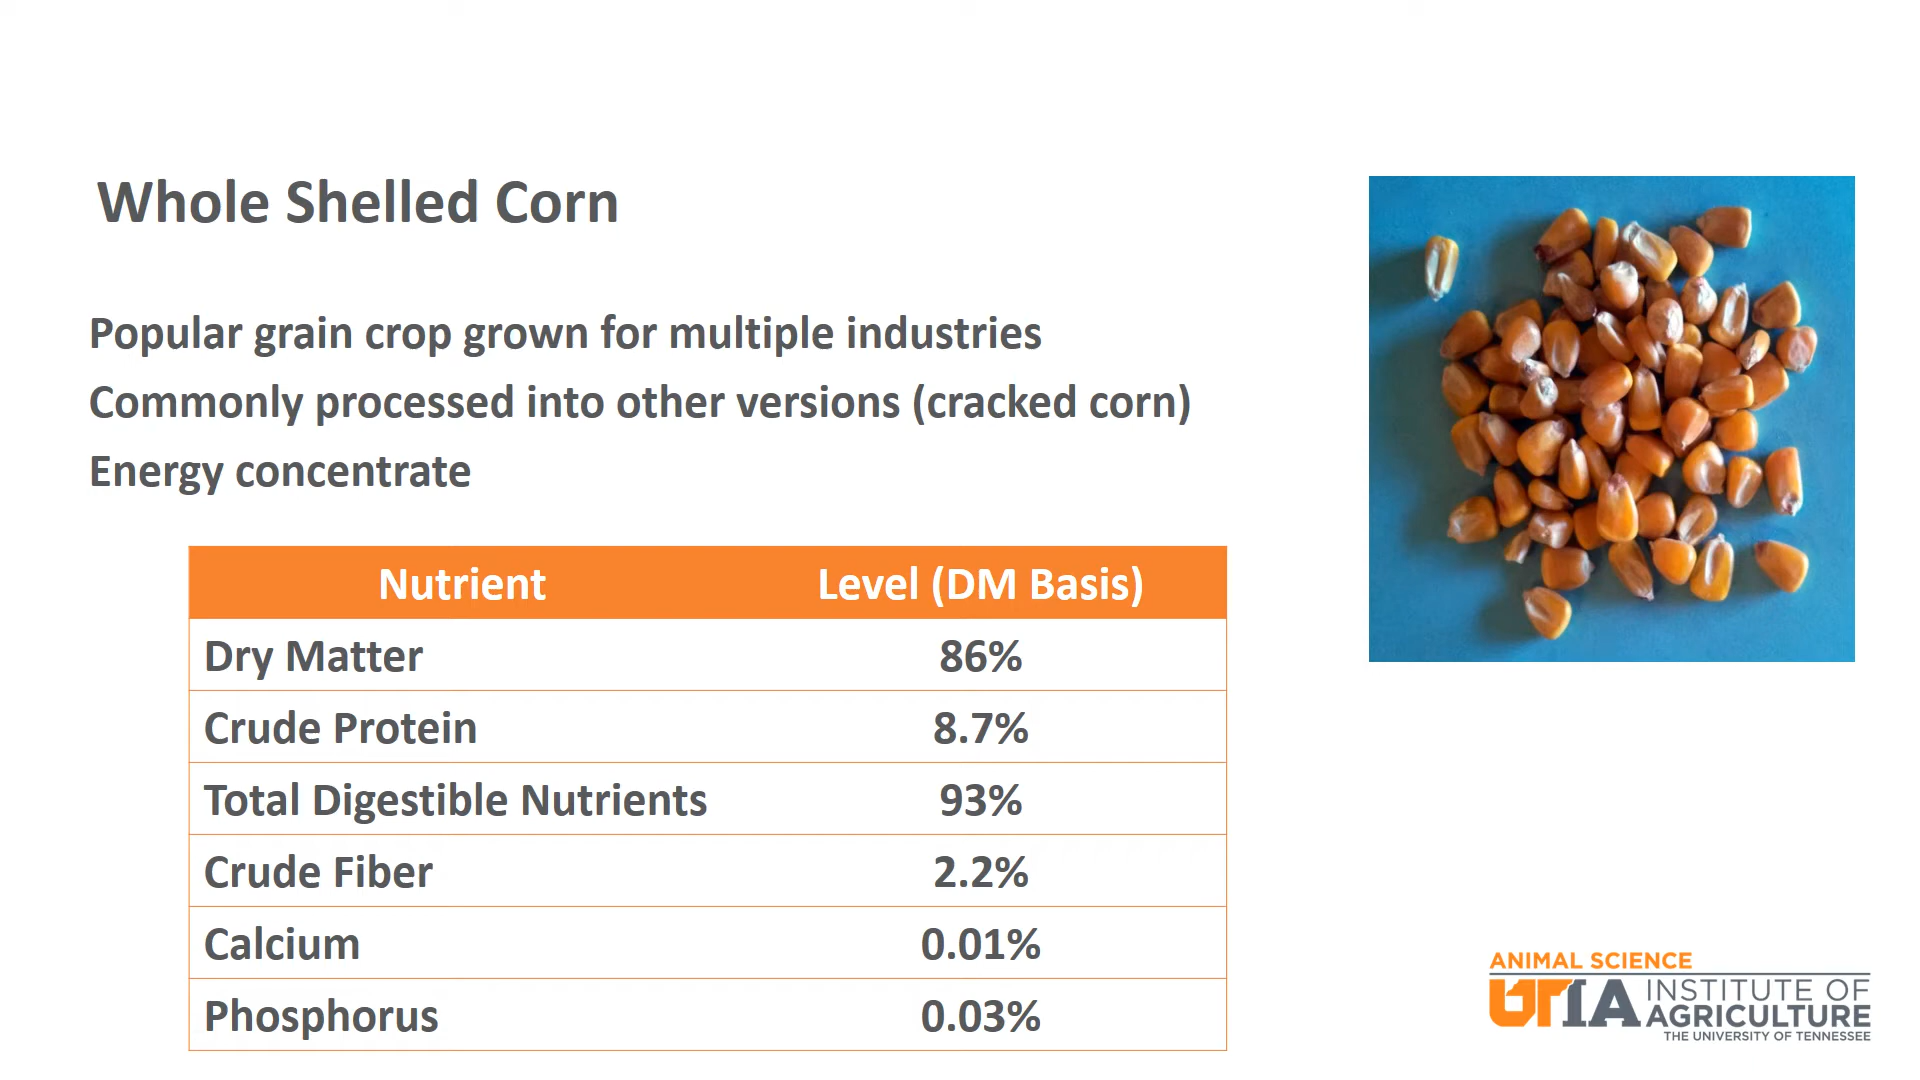 Whole Shelled Corn
Popular grain crop grown for multiple industries
Commonly processed into other versions (cracked corn)
Energy concentrate
Nutrient Level (DM Basis)
Dry Matter 86%
Crude Protein 8.7%
Total Digestible Nutrients 93%
Crude Fiber 2.2%
Calcium 0.01%
Phosphorus 0.03%
ANIMAL SCIENCE
UTIA INSTITUTE OF
AGRICULTURE
THE UNIVERSITY OF TENNESSEE